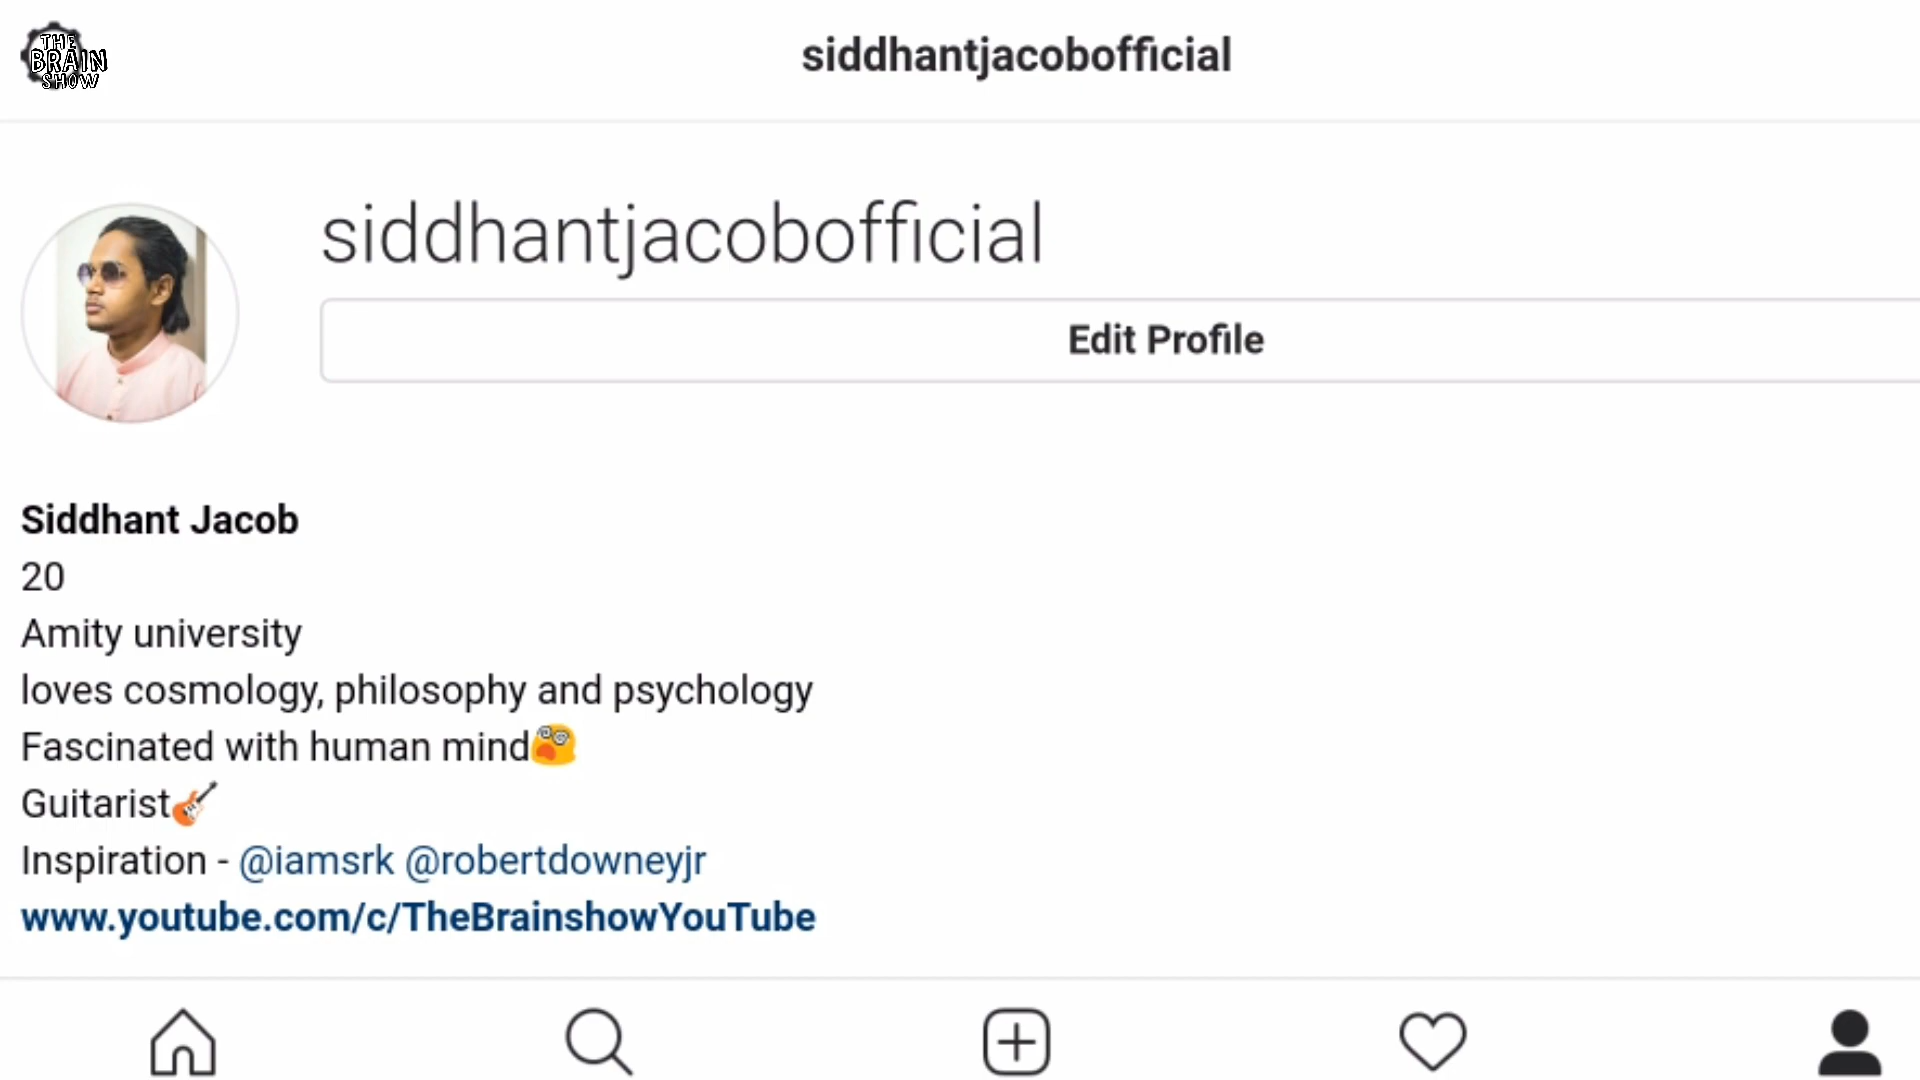 THE
BRAIN
SHOW
siddhantjacobofficial
siddhantjacobofficial
Edit Profile
Siddhant Jacob
20
Amity university
loves cosmology, philosophy and psychology
Fascinated with human mind😵
Guitarist🎸
Inspiration - @iamsrk @robertdowneyjr
www.youtube.com/c/TheBrainshowYouTube